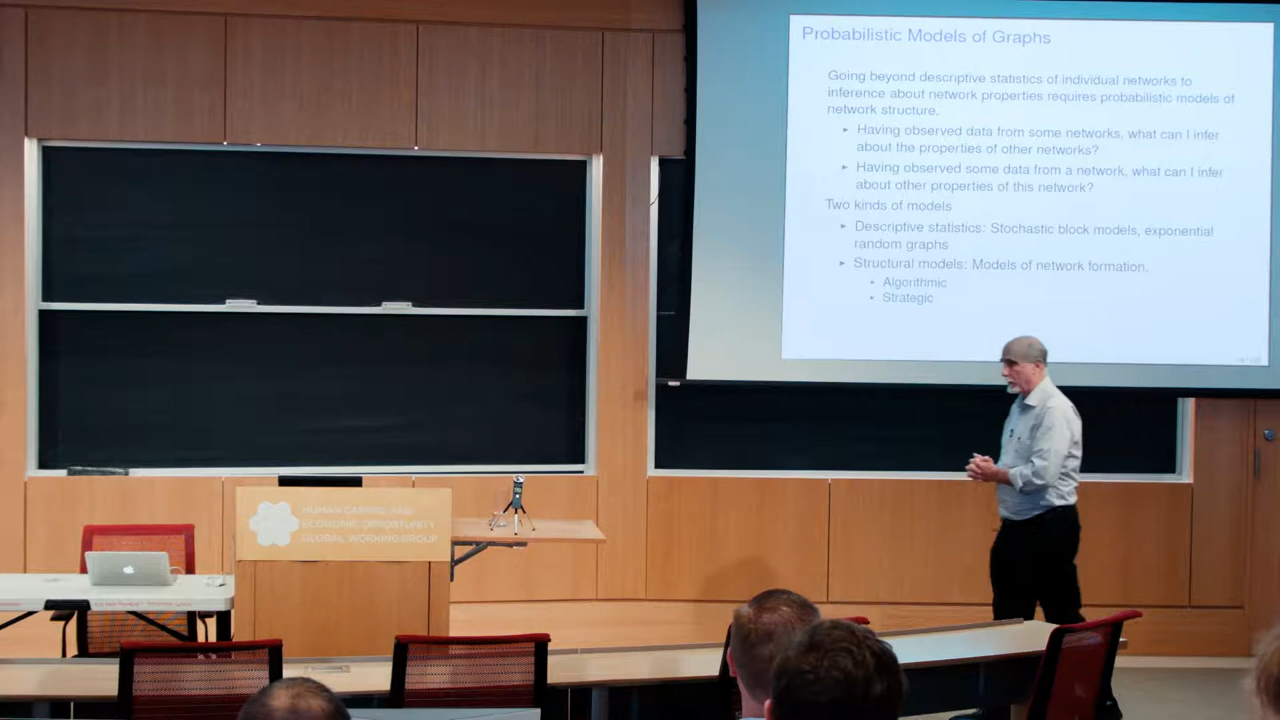 Probabilistic Models of Graphs
Going beyond descriptive statistics of individual networks to
inference about network properties requires probabilistic models of
network structure.
Having observed data from some networks, what can I infer
about the properties of other networks?
Having observed some data from a network, what can I infer
about other properties of this network?
Two kinds of models
Descriptive statistics: Stochastic block models, exponential
random graphs
Structural models: Models of network formation.
Algorithmic
Strategic
HUMAN CAPITAL AND
ECONOMIC OPPORTUNITY
GLOBAL WORKING GROUP